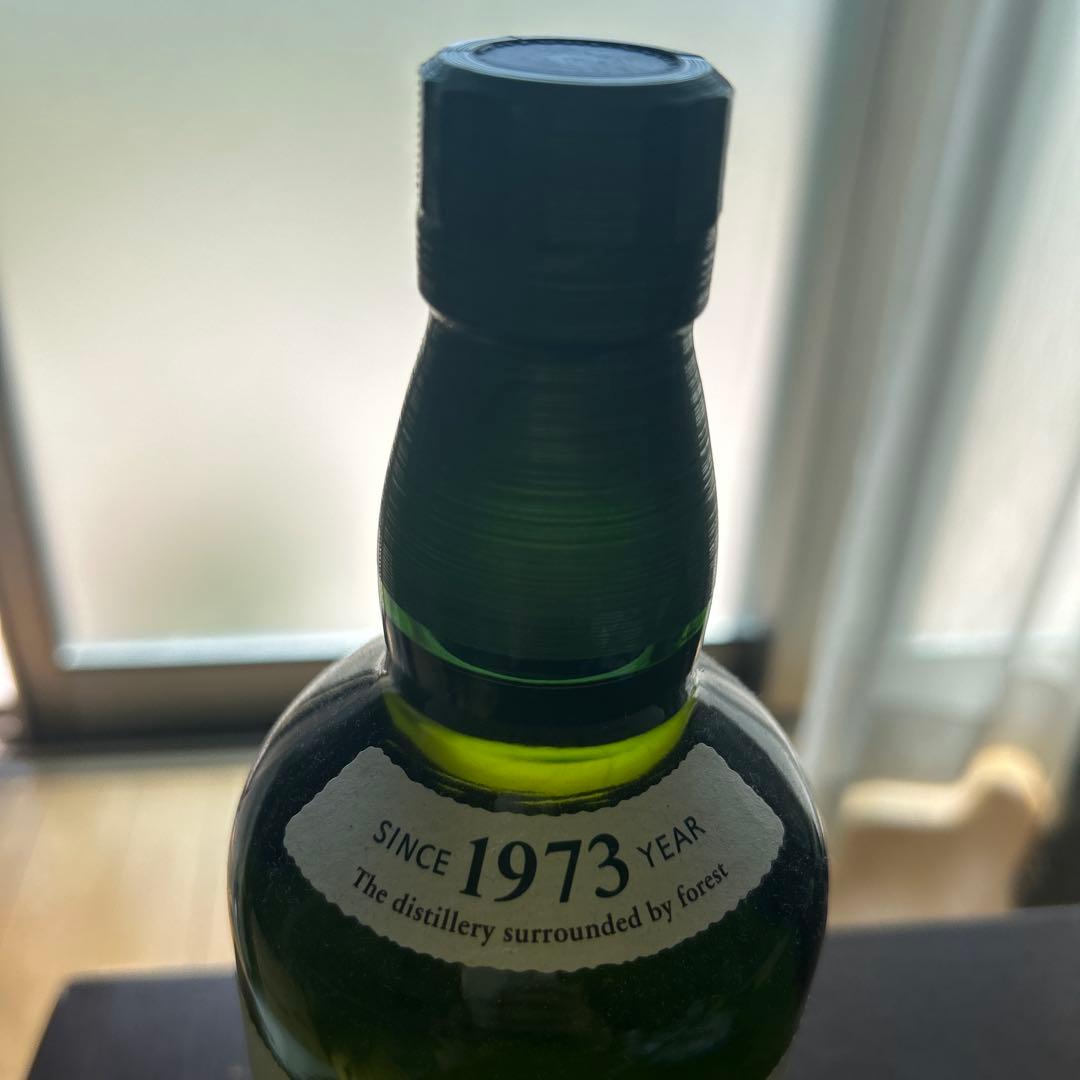 SINCE 1973 YEAR
The distillery surrounded by forest